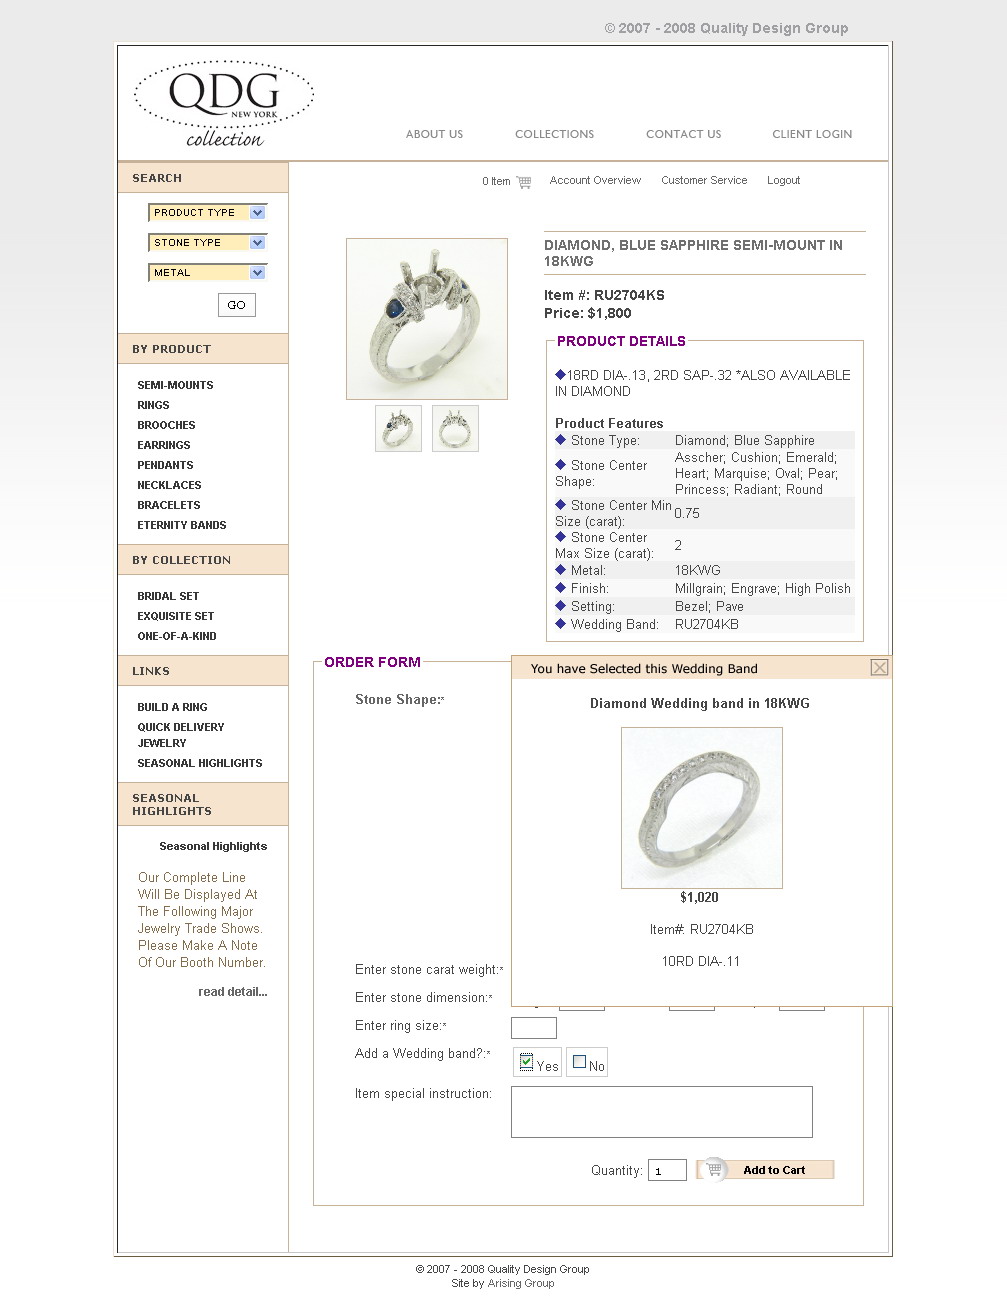 © 2007 - 2008 Quality Design Group
QDG
NEW YORK
collection
ABOUT US
COLLECTIONS
CONTACT US
CLIENT LOGIN
SEARCH
PRODUCT TYPE
STONE TYPE
METAL
GO
BY PRODUCT
SEMI-MOUNTS
RINGS
BROOCHES
EARRINGS
PENDANTS
NECKLACES
BRACELETS
ETERNITY BANDS
BY COLLECTION
BRIDAL SET
EXQUISITE SET
ONE-OF-A-KIND
LINKS
BUILD A RING
QUICK DELIVERY
JEWELRY
SEASONAL HIGHLIGHTS
SEASONAL
HIGHLIGHTS
Seasonal Highlights
Our Complete Line
Will Be Displayed At
The Following Major
Jewelry Trade Shows.
Please Make A Note
Of Our Booth Number.
read detail...
0 Item
Account Overview
Customer Service
Logout
DIAMOND, BLUE SAPPHIRE SEMI-MOUNT IN
18KWG
Item #: RU2704KS
Price: $1,800
PRODUCT DETAILS
◆18RD DIA-.13, 2RD SAP-.32 *ALSO AVAILABLE
IN DIAMOND
Product Features
◆ Stone Type: Diamond; Blue Sapphire
◆ Stone Center
Shape:
Asscher; Cushion; Emerald;
Heart; Marquise; Oval; Pear;
Princess; Radiant; Round
◆ Stone Center Min
Size (carat):
0.75
◆ Stone Center
Max Size (carat):
2
◆ Metal: 18KWG
◆ Finish: Millgrain; Engrave; High Polish
◆ Setting: Bezel; Pave
◆ Wedding Band: RU2704KB
ORDER FORM
Stone Shape:*
You have Selected this Wedding Band
Diamond Wedding band in 18KWG
$1,020
Item#: RU2704KB
10RD DIA-.11
Enter stone carat weight:*
Enter stone dimension:*
Enter ring size:*
Add a Wedding band?:*
Yes
No
Item special instruction:
Quantity: 1
Add to Cart
© 2007 - 2008 Quality Design Group
Site by Arising Group